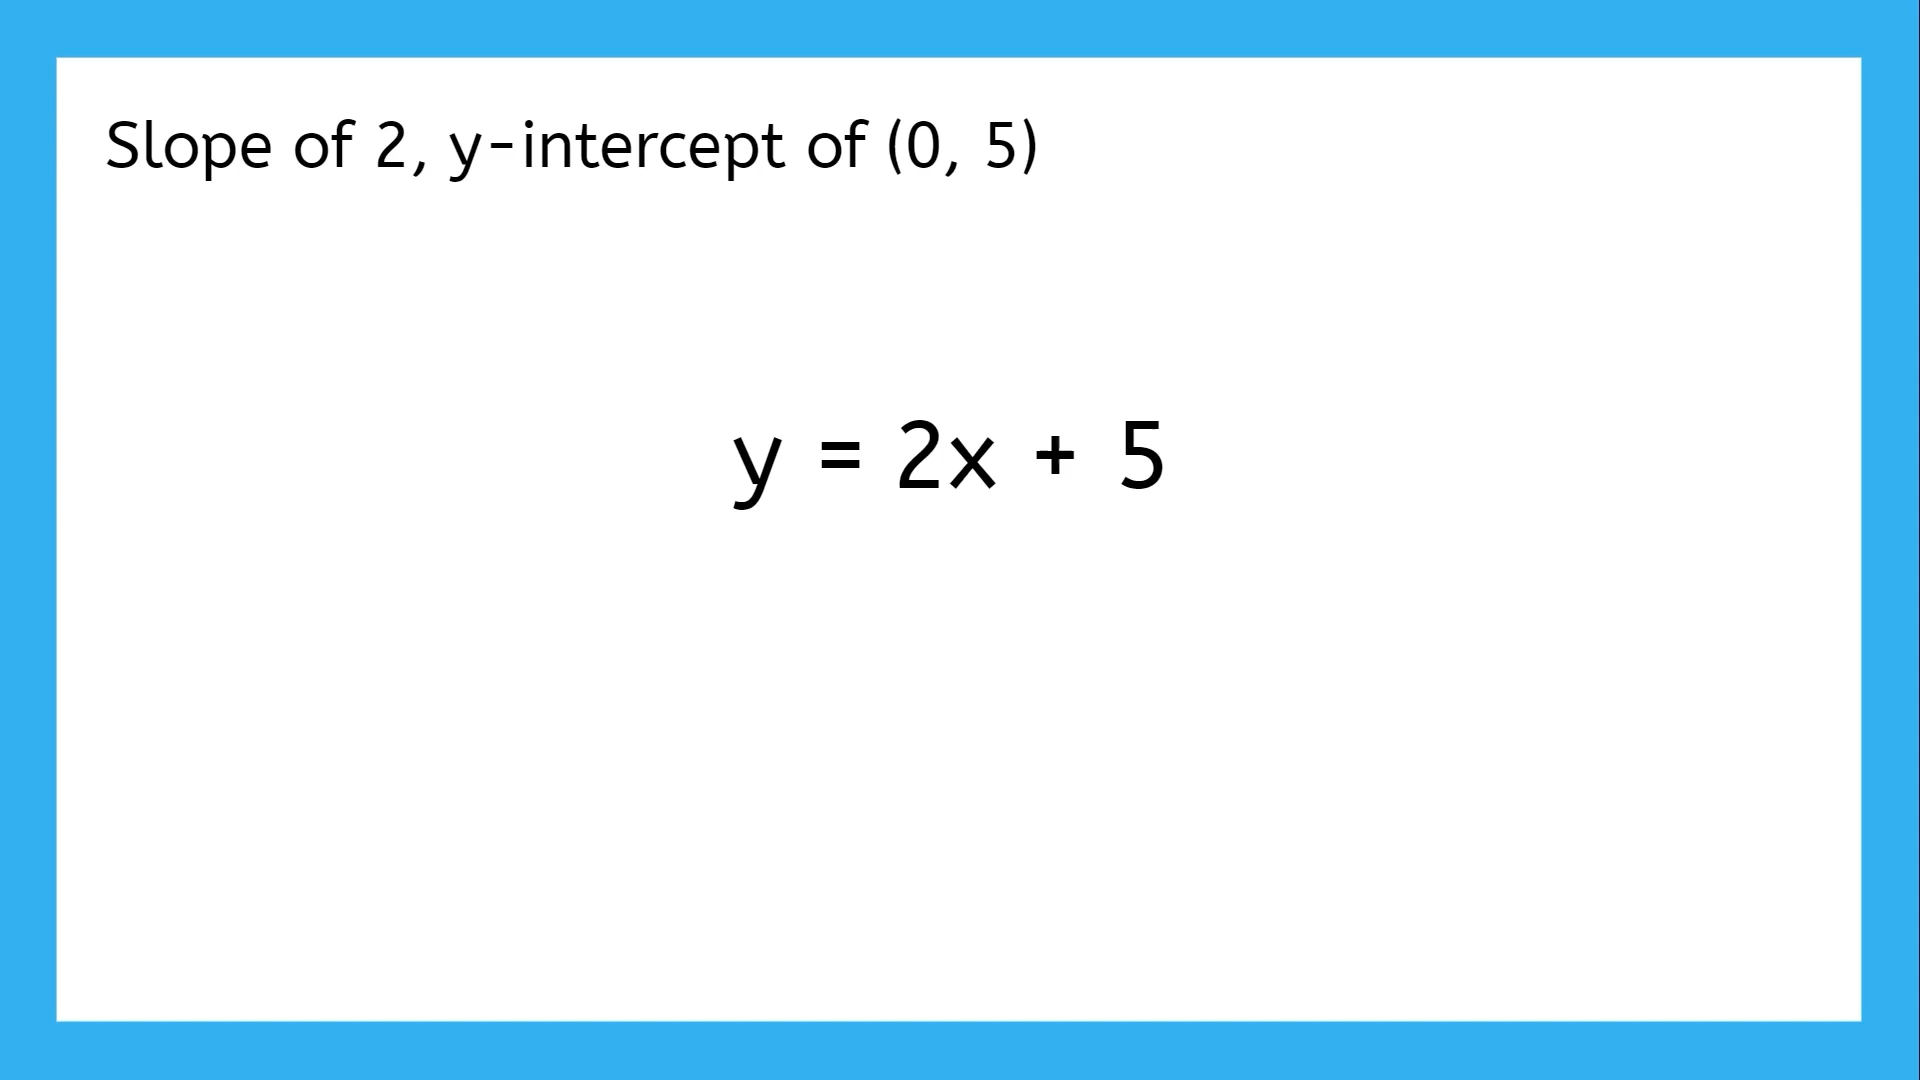 Slope of 2, y-intercept of (0, 5)
y = 2x + 5